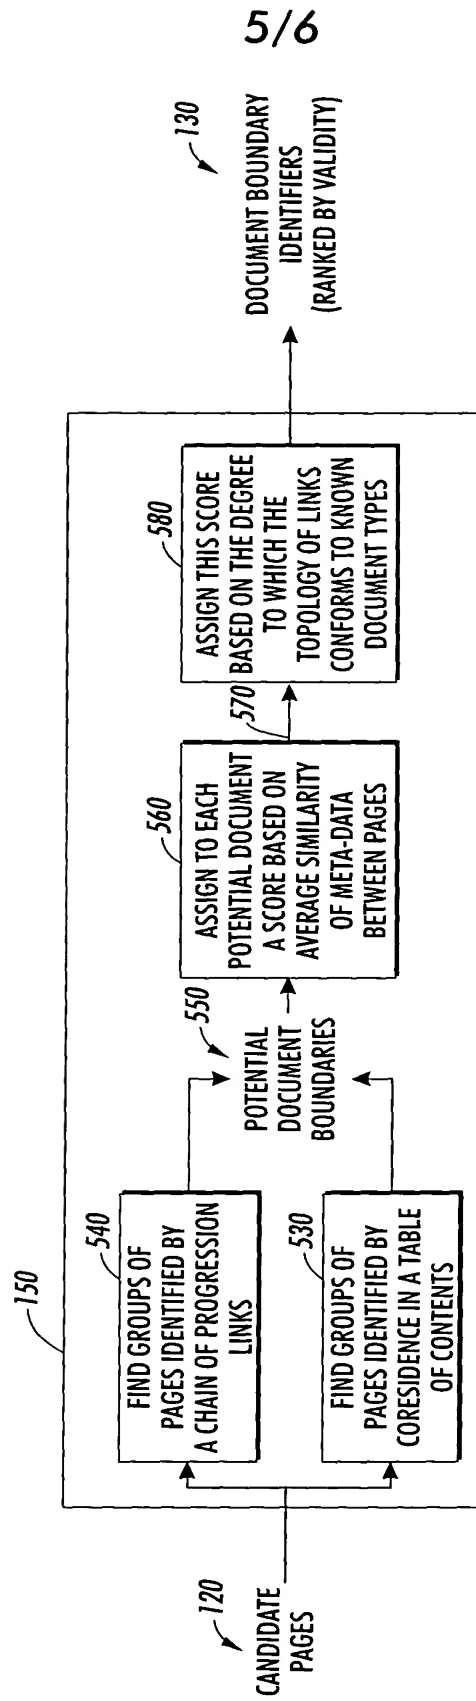 5/6
150
120
CANDIDATE
PAGES
540
FIND GROUPS OF
PAGES IDENTIFIED BY
A CHAIN OF PROGRESSION
LINKS
530
FIND GROUPS OF
PAGES IDENTIFIED BY
CORESIDENCE IN A TABLE
OF CONTENTS
550
POTENTIAL
DOCUMENT
BOUNDARIES
560
ASSIGN TO EACH
POTENTIAL DOCUMENT
A SCORE BASED ON
AVERAGE SIMILARITY
OF META-DATA
BETWEEN PAGES
570
580
ASSIGN THIS SCORE
BASED ON THE DEGREE
TO WHICH THE
TOPOLOGY OF LINKS
CONFORMS TO KNOWN
DOCUMENT TYPES
130
DOCUMENT BOUNDARY
IDENTIFIERS
(RANKED BY VALIDITY)